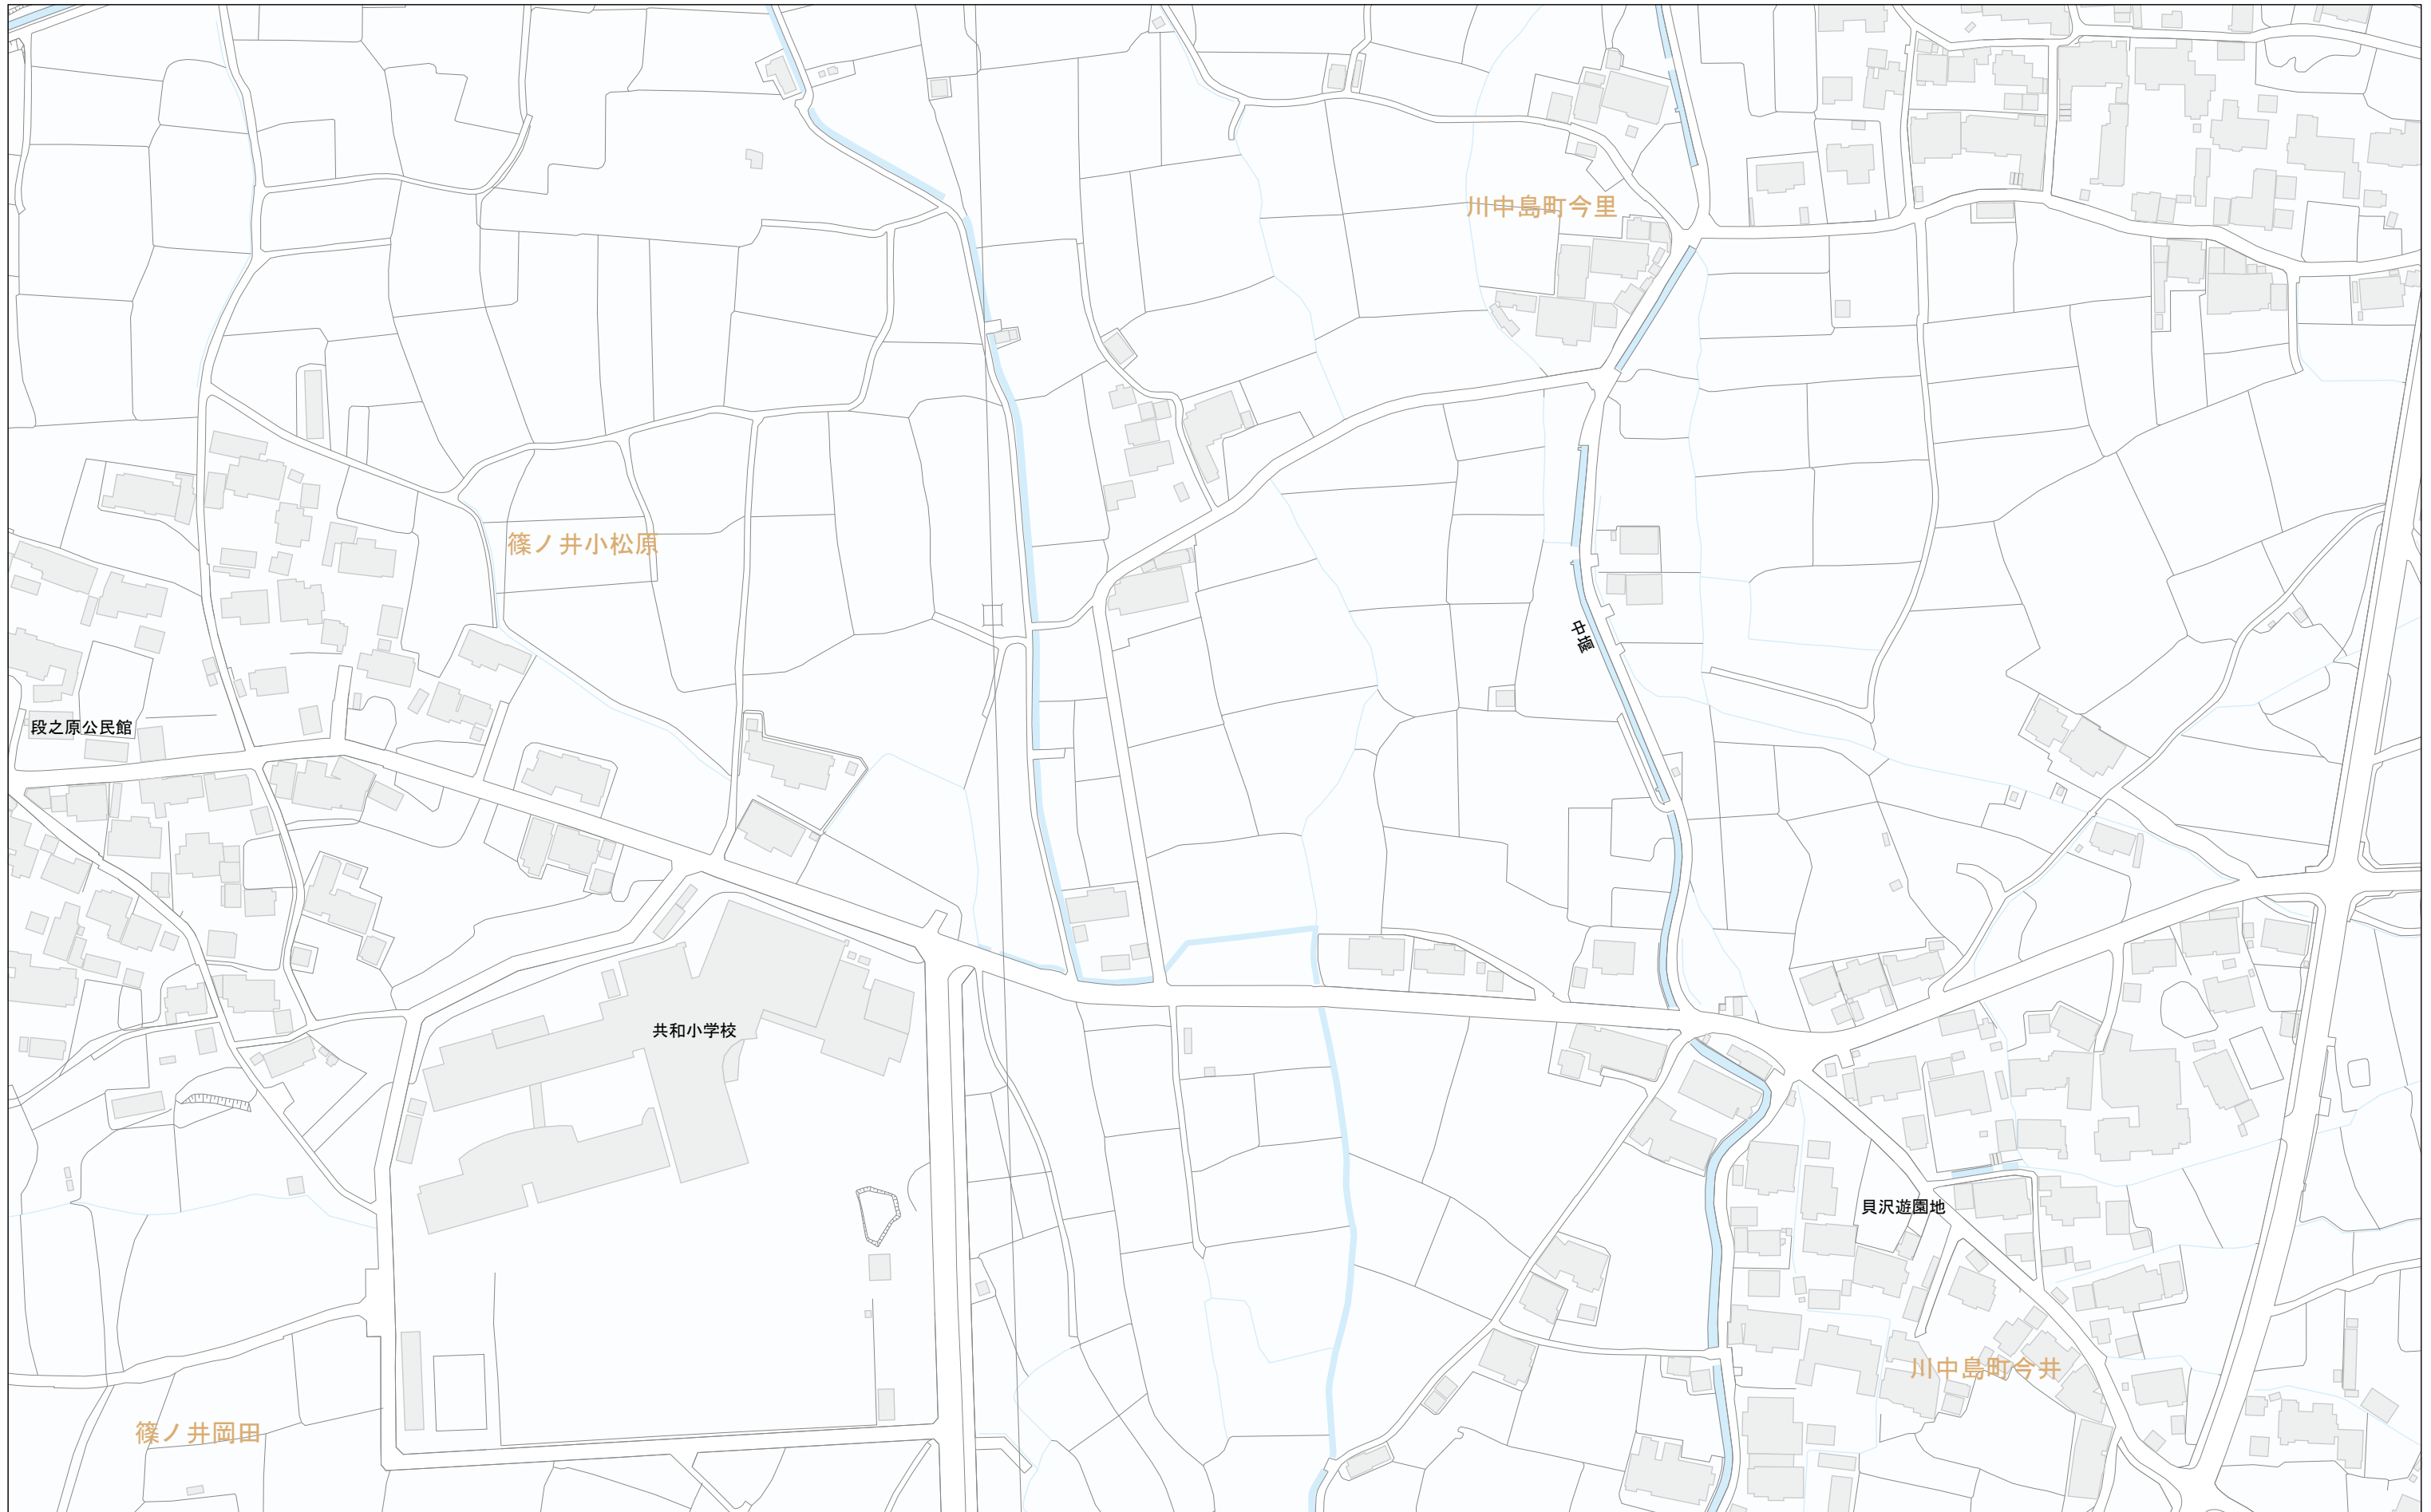 川中島町今里
篠ノ井小松原
中堰
段之原公民館
共和小学校
貝沢遊園地
川中島町今井
篠ノ井岡田